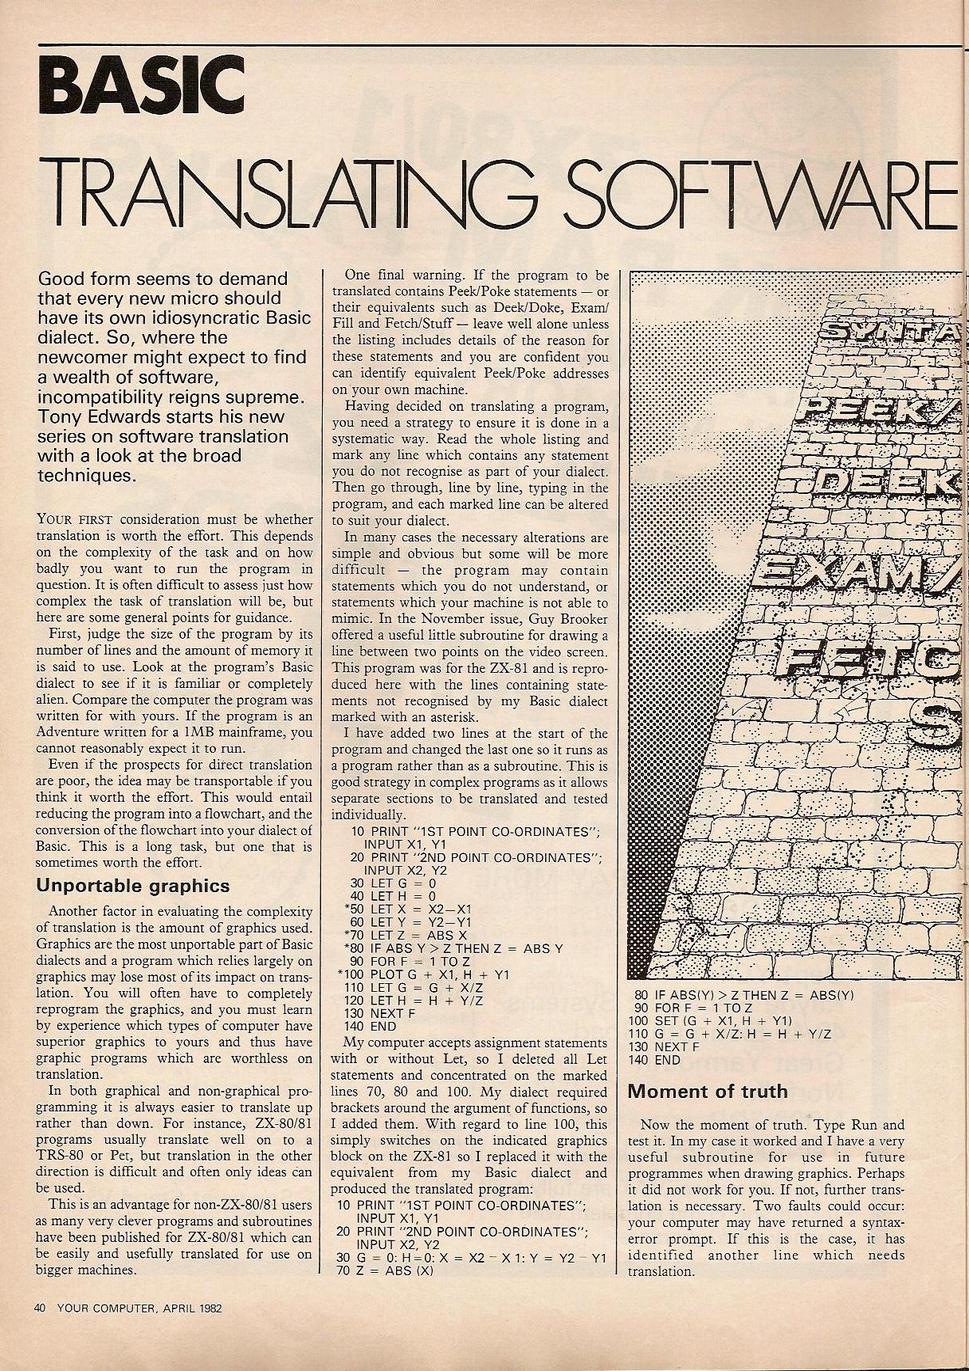 BASIC
TRANSLATING SOFTWARE
Good form seems to demand
that every new micro should
have its own idiosyncratic Basic
dialect. So, where the
newcomer might expect to find
a wealth of software,
incompatibility reigns supreme.
Tony Edwards starts his new
series on software translation
with a look at the broad
techniques.
YOUR FIRST consideration must be whether
translation is worth the effort. This depends
on the complexity of the task and on how
badly you want to run the program in
question. It is often difficult to assess just how
complex the task of translation will be, but
here are some general points for guidance.
First, judge the size of the program by its
number of lines and the amount of memory it
is said to use. Look at the program's Basic
dialect to see if it is familiar or completely
alien. Compare the computer the program was
written for with yours. If the program is an
Adventure written for a 1MB mainframe, you
cannot reasonably expect it to run.
Even if the prospects for direct translation
are poor, the idea may be transportable if you
think it worth the effort. This would entail
reducing the program into a flowchart, and the
conversion of the flowchart into your dialect of
Basic. This is a long task, but one that is
sometimes worth the effort.
Unportable graphics
Another factor in evaluating the complexity
of translation is the amount of graphics used.
Graphics are the most unportable part of Basic
dialects and a program which relies largely on
graphics may lose most of its impact on trans-
lation. You will often have to completely
reprogram the graphics, and you must learn
by experience which types of computer have
superior graphics to yours and thus have
graphic programs which are worthless on
translation.
In both graphical and non-graphical pro-
gramming it is always easier to translate up
rather than down. For instance, ZX-80/81
programs usually translate well on to a
TRS-80 or Pet, but translation in the other
direction is difficult and often only ideas can
be used.
This is an advantage for non-ZX-80/81 users
as many very clever programs and subroutines
have been published for ZX-80/81 which can
be easily and usefully translated for use on
bigger machines.
One final warning. If the program to be
translated contains Peek/Poke statements — or
their equivalents such as Deek/Doke, Exam/
Fill and Fetch/Stuff — leave well alone unless
the listing includes details of the reason for
these statements and you are confident you
can identify equivalent Peek/Poke addresses
on your own machine.
Having decided on translating a program,
you need a strategy to ensure it is done in a
systematic way. Read the whole listing and
mark any line which contains any statement
you do not recognise as part of your dialect.
Then go through, line by line, typing in the
program, and each marked line can be altered
to suit your dialect.
In many cases the necessary alterations are
simple and obvious but some will be more
difficult — the program may contain
statements which you do not understand, or
statements which your machine is not able to
mimic. In the November issue, Guy Brooker
offered a useful little subroutine for drawing a
line between two points on the video screen.
This program was for the ZX-81 and is repro-
duced here with the lines containing state-
ments not recognised by my Basic dialect
marked with an asterisk.
I have added two lines at the start of the
program and changed the last one so it runs as
a program rather than as a subroutine. This is
good strategy in complex programs as it allows
separate sections to be translated and tested
individually.
10 PRINT "1ST POINT CO-ORDINATES";
INPUT X1, Y1
20 PRINT "2ND POINT CO-ORDINATES";
INPUT X2, Y2
30 LET G = 0
40 LET H = 0
*50 LET X = X2—X1
60 LET Y = Y2—Y1
*70 LET Z = ABS X
*80 IF ABS Y > Z THEN Z = ABS Y
90 FOR F = 1 TO Z
*100 PLOT G + X1, H + Y1
110 LET G = G + X/Z
120 LET H = H + Y/Z
130 NEXT F
140 END
My computer accepts assignment statements
with or without Let, so I deleted all Let
statements and concentrated on the marked
lines 70, 80 and 100. My dialect required
brackets around the argument of functions, so
I added them. With regard to line 100, this
simply switches on the indicated graphics
block on the ZX-81 so I replaced it with the
equivalent from my Basic dialect and
produced the translated program:
10 PRINT "1ST POINT CO-ORDINATES";
INPUT X1, Y1
20 PRINT "2ND POINT CO-ORDINATES";
INPUT X2, Y2
30 G = 0: H=0: X = X2 – X 1: Y = Y2 – Y1
70 Z = ABS (X)
SYNTA
PEEK/
DEEK
EXAM/
FETC
S
80 IF ABS(Y) > Z THEN Z = ABS(Y)
90 FOR F = 1 TO Z
100 SET (G + X1, H + Y1)
110 G = G + X/Z: H = H + Y/Z
130 NEXT F
140 END
Moment of truth
Now the moment of truth. Type Run and
test it. In my case it worked and I have a very
useful subroutine for use in future
programmes when drawing graphics. Perhaps
it did not work for you. If not, further trans-
lation is necessary. Two faults could occur:
your computer may have returned a syntax-
error prompt. If this is the case, it has
identified another line which needs
translation.
40 YOUR COMPUTER, APRIL 1982